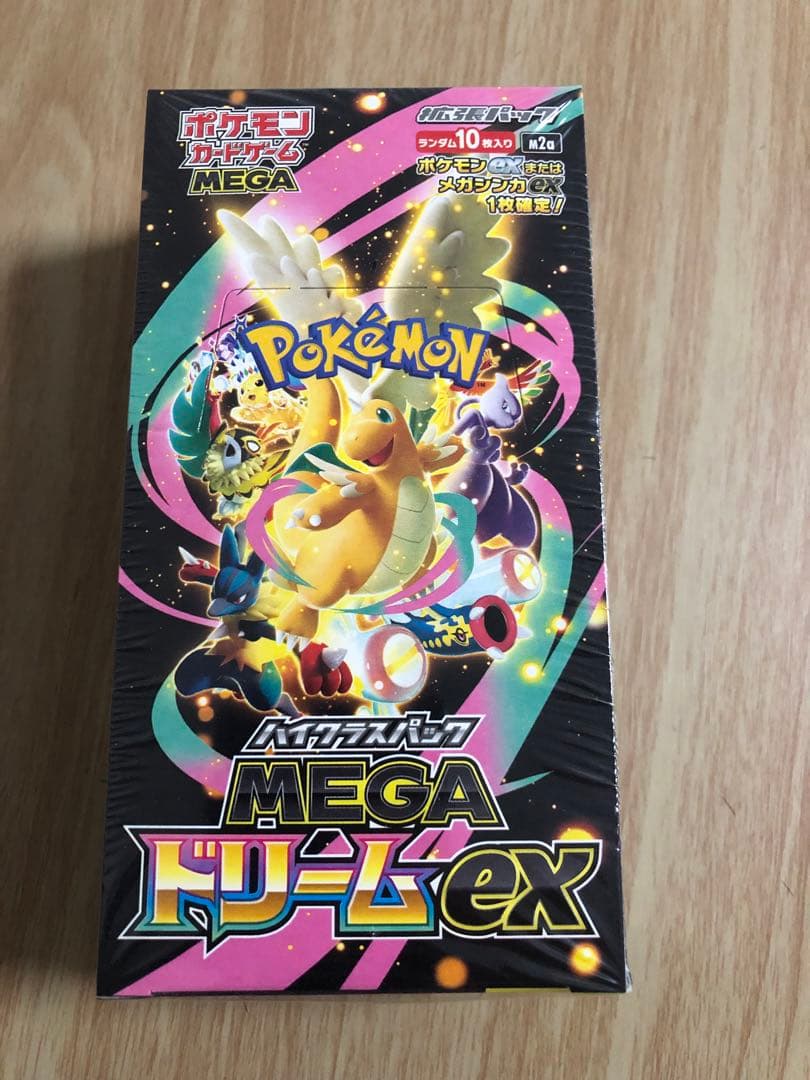 ポケモン
カードゲーム
MEGA
拡張パック
ランダム10枚入り
M2a
ポケモンexまたは
メガシンカex
1枚確定！
POKÉMON
TM
ハイクラスパック
MEGA
ドリームex